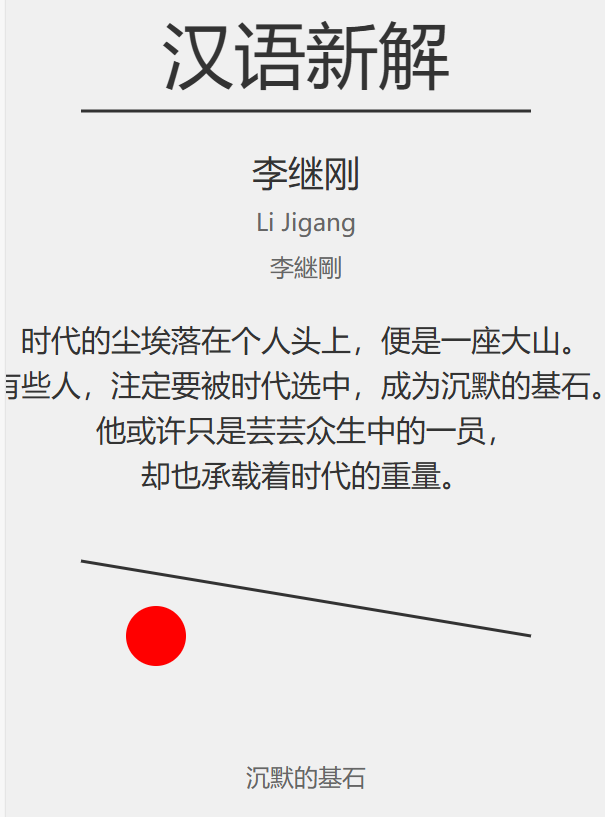 汉语新解
李继刚
Li Jigang
李継剛
时代的尘埃落在个人头上，便是一座大山。
有些人，注定要被时代选中，成为沉默的基石。
他或许只是芸芸众生中的一员，
却也承载着时代的重量。
沉默的基石